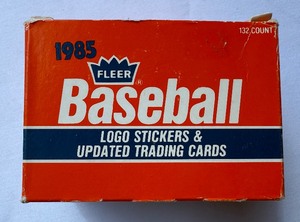 1985
132 COUNT
FLEER®
Baseball
LOGO STICKERS &
UPDATED TRADING CARDS